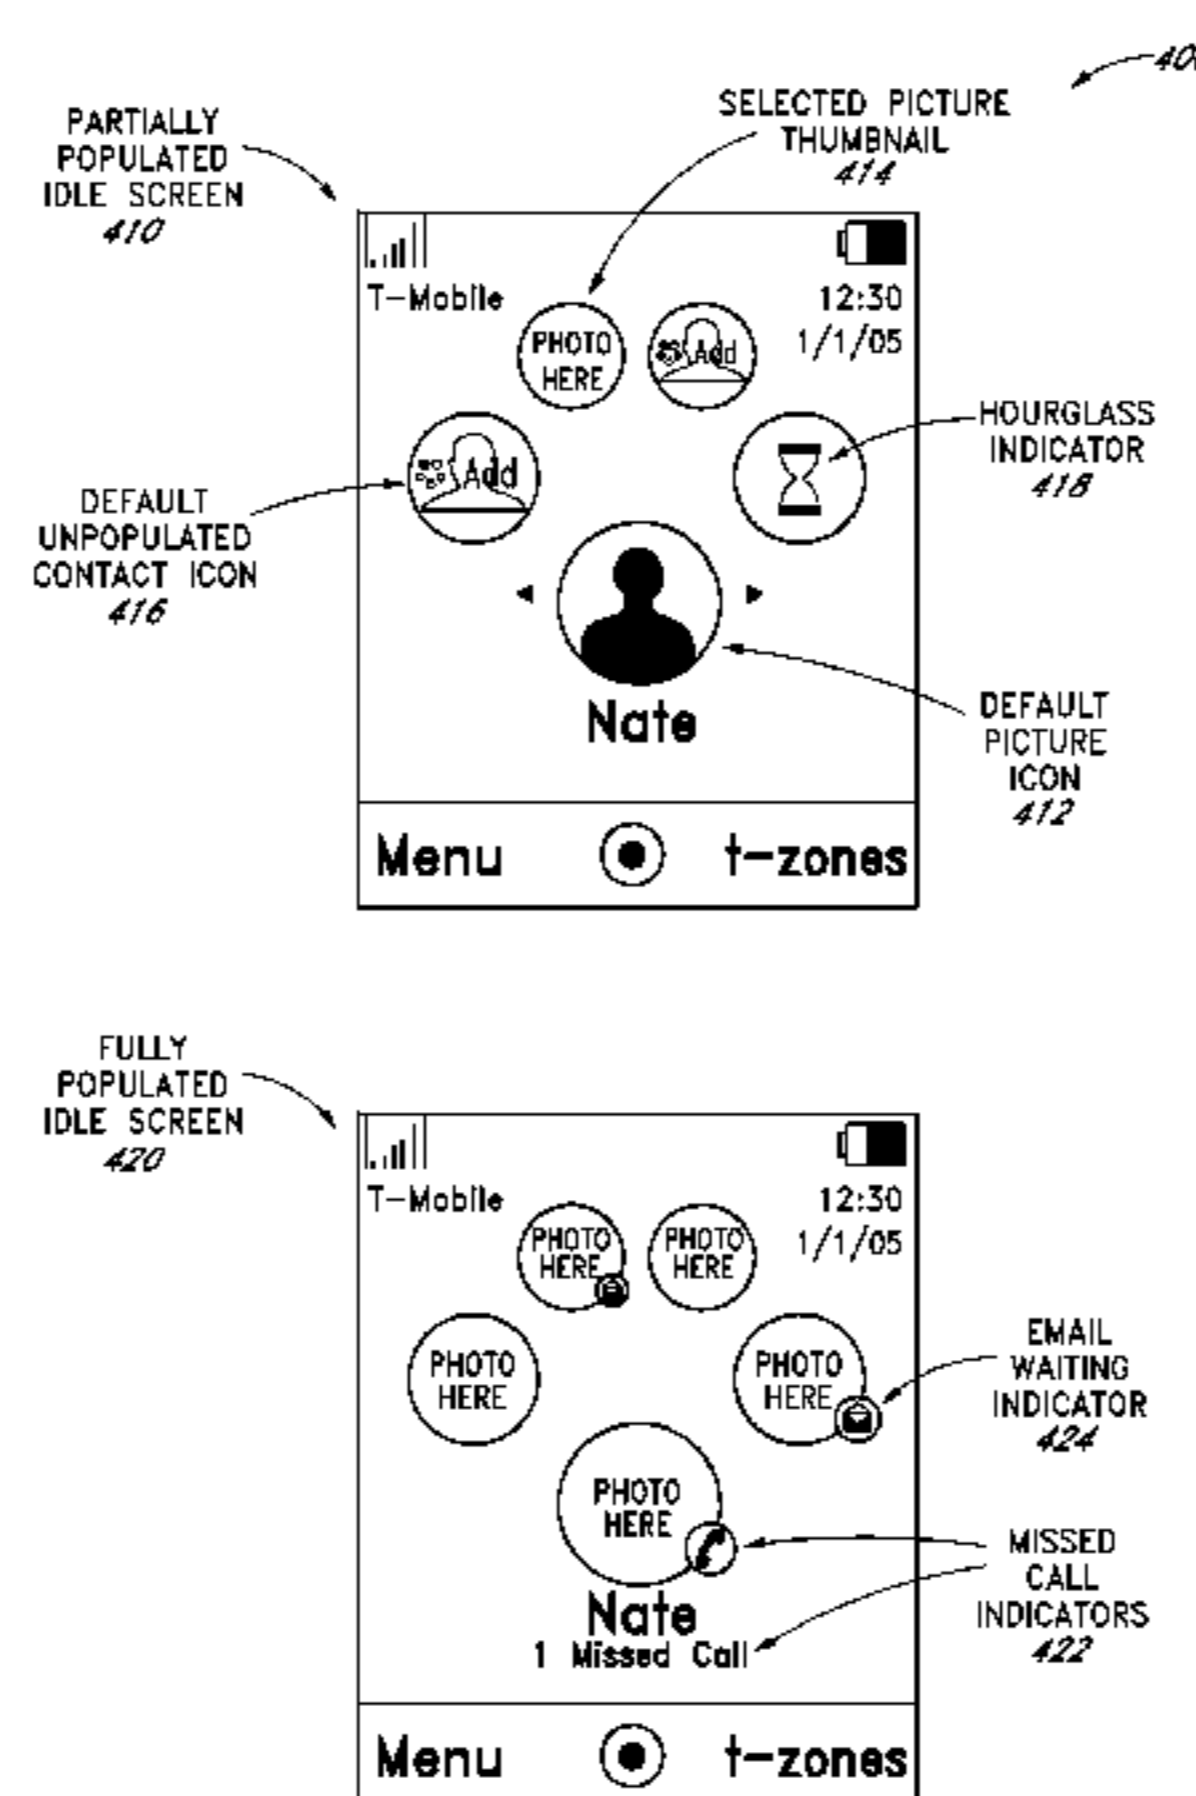 40
SELECTED PICTURE
THUMBNAIL
414
PARTIALLY
POPULATED
IDLE SCREEN
410
T-Mobile
12:30
1/1/05
PHOTO
HERE
Add
HOURGLASS
INDICATOR
418
Add
DEFAULT
UNPOPULATED
CONTACT ICON
416
Nate
DEFAULT
PICTURE
ICON
412
Menu
t-zones
FULLY
POPULATED
IDLE SCREEN
420
T-Mobile
12:30
1/1/05
PHOTO
HERE
PHOTO
HERE
PHOTO
HERE
PHOTO
HERE
EMAIL
WAITING
INDICATOR
424
PHOTO
HERE
MISSED
CALL
INDICATORS
422
Nate
1 Missed Call
Menu
t-zones